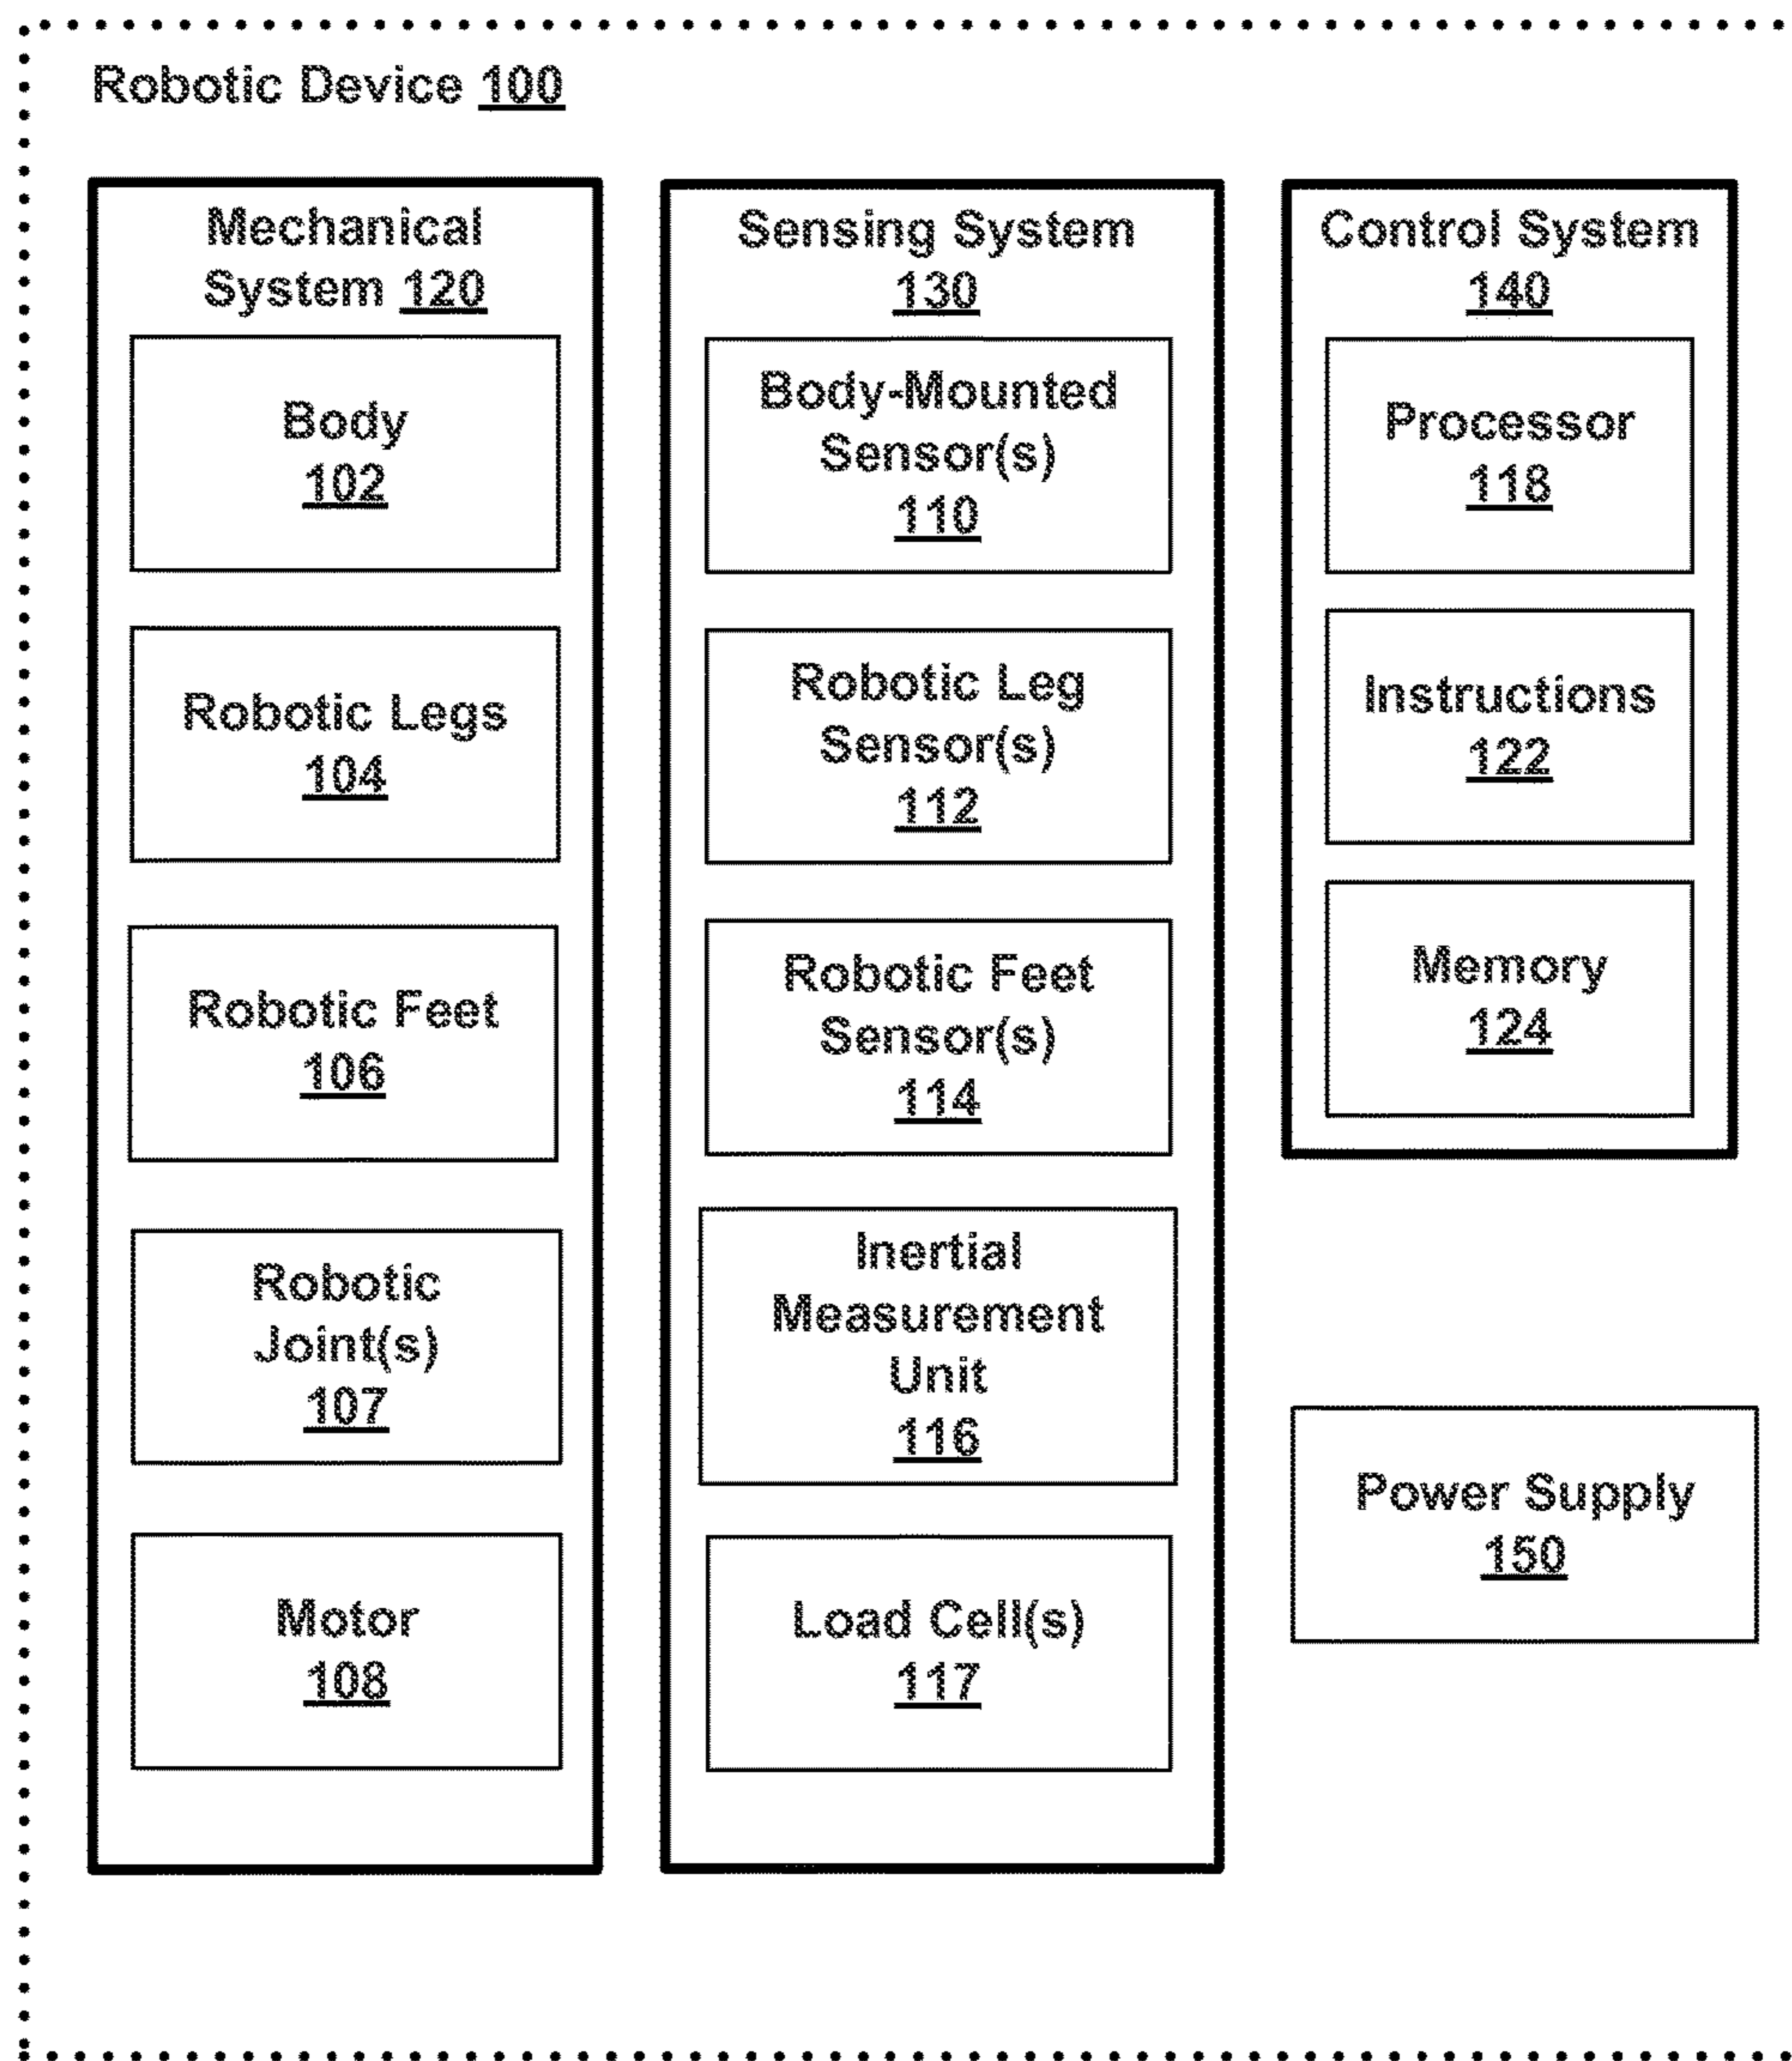 Robotic Device 100
Mechanical
System 120
Body
102
Robotic Legs
104
Robotic Feet
106
Robotic
Joint(s)
107
Motor
108
Sensing System
130
Body-Mounted
Sensor(s)
110
Robotic Leg
Sensor(s)
112
Robotic Feet
Sensor(s)
114
Inertial
Measurement
Unit
116
Load Cell(s)
117
Control System
140
Processor
118
Instructions
122
Memory
124
Power Supply
150